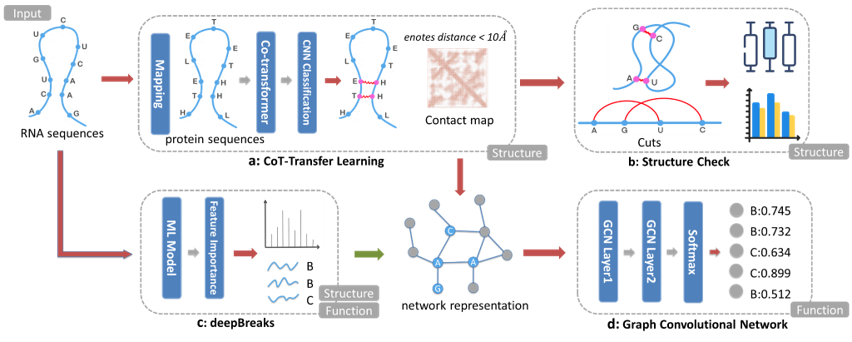 Input
U
C
U
G
C
U
A
C
A
A
G
RNA sequences
Mapping
T
E
E
L
T
E
H
T
H
H
L
protein sequences
Co-transformer
CNN Classification
T
E
E
L
T
E
H
T
H
H
L
enotes distance < 10Å
Contact map
Structure
a: CoT-Transfer Learning
G
C
A
U
A
G
U
C
Cuts
Structure
b: Structure Check
ML Model
Feature Importance
B
B
C
Structure
Function
c: deepBreaks
C
A
A
G
network representation
GCN Layer1
GCN Layer2
Softmax
B:0.745
B:0.732
C:0.634
C:0.899
B:0.512
Function
d: Graph Convolutional Network